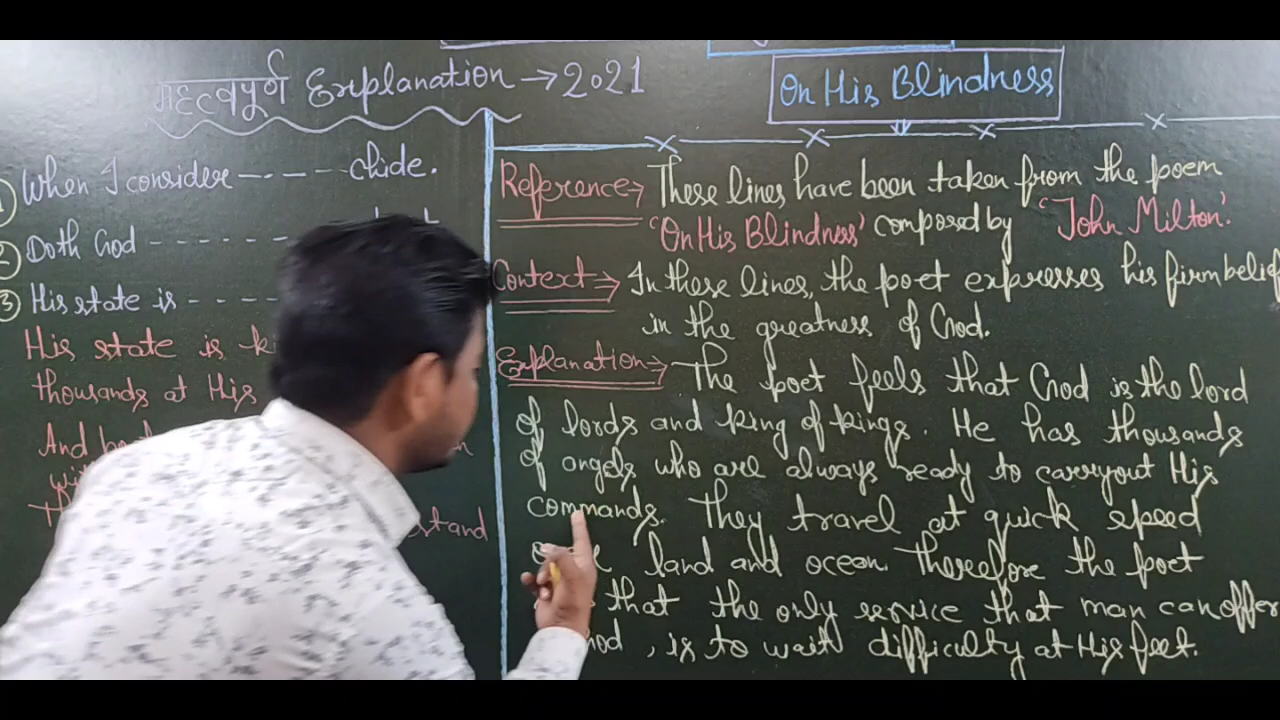 महत्वपूर्ण Explanation → 2021
On His Blindness
① When I consider ------ chide.
② Doth God ------
③ His state is ----
His state is
thousands at His
And
stand
Reference→ These lines have been taken from the poem
'On His Blindness' composed by 'John Milton'.
Context→ In these lines, the poet expresses his firm belief
in the greatness of God.
Explanation→ The poet feels that God is the lord
of lords and king of kings. He has thousands
of angels, who are always ready to carryout His
commands. They travel at quick speed
land and ocean. Therefore the poet
that the only service that man can offer
, is to wait difficulty at His feet.